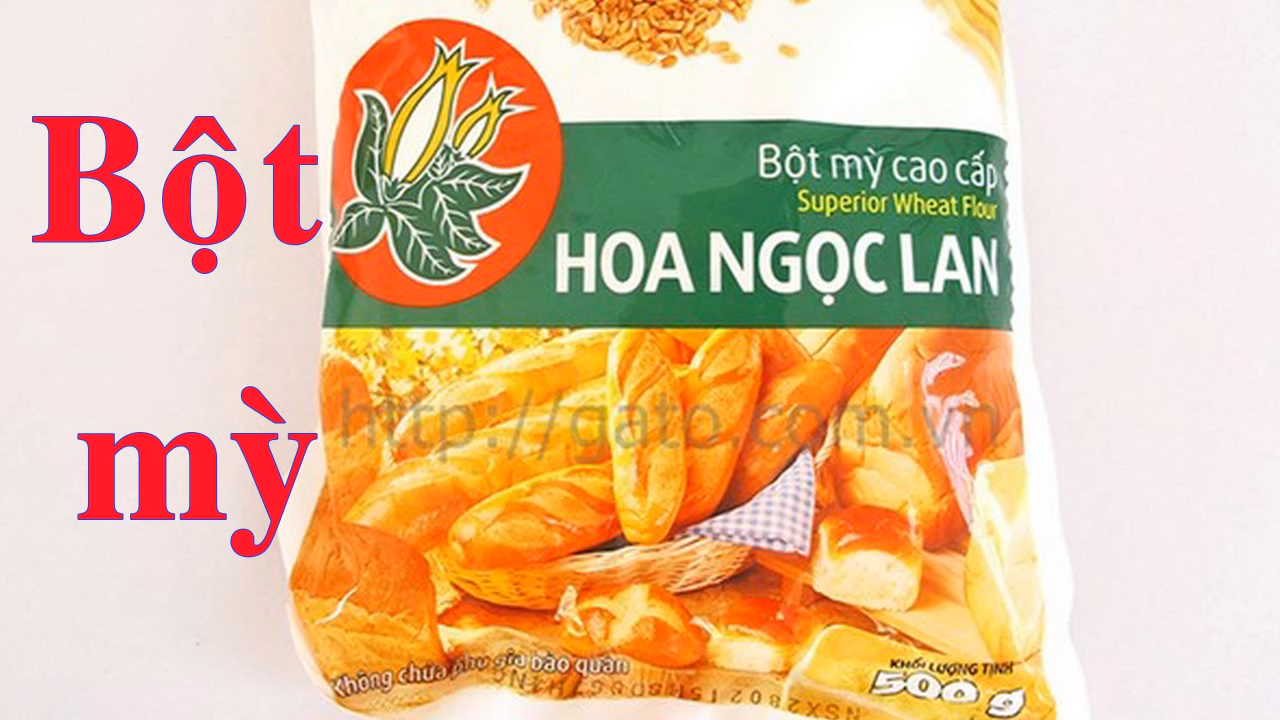 Bột
mỳ
Bột mỳ cao cấp
Superior Wheat Flour
HOA NGỌC LAN
http://gato.com.vn
Không chứa phụ gia bảo quản
KHỐI LƯỢNG TỊNH
500 g